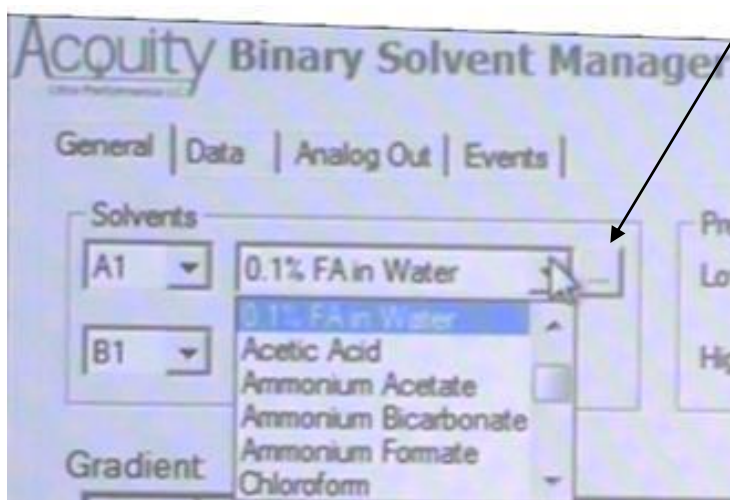 Acquity Binary Solvent Manager
General Data Analog Out Events
Solvents
A1 0.1% FA in Water ...
0.1% FA in Water
B1 Acetic Acid
Ammonium Acetate
Ammonium Bicarbonate
Ammonium Formate
Gradient Chloroform